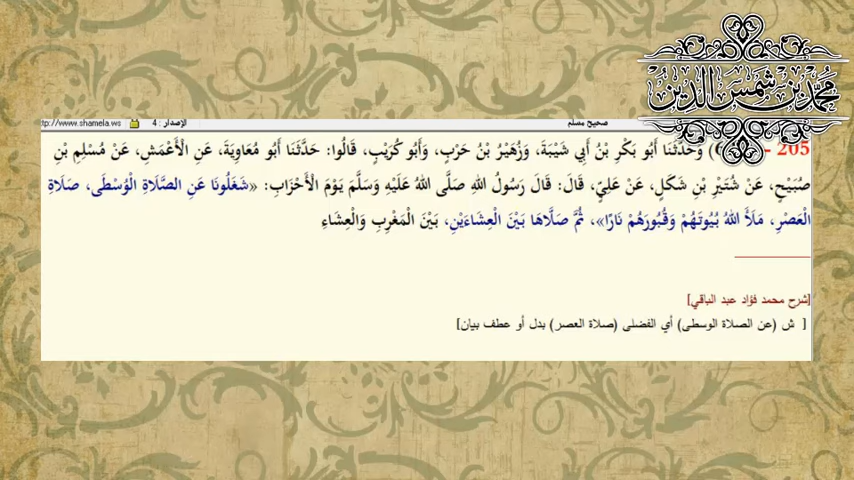 محمد بن شمس الدين
صحيح مسلم
الإصدار: 4
tp://www.shamela.ws
205 - ) وَحَدَّثَنَا أَبُو بَكْرِ بْنُ أَبِي شَيْبَةَ، وَزُهَيْرُ بْنُ حَرْبٍ، وَأَبُو كُرَيْبٍ، قَالُوا: حَدَّثَنَا أَبُو مُعَاوِيَةَ، عَنِ الْأَعْمَشِ، عَنْ مُسْلِمِ بْنِ
صُبَيْحٍ، عَنْ شُتَيْرِ بْنِ شَكَلٍ، عَنْ عَلِيٍّ، قَالَ: قَالَ رَسُولُ اللهِ صَلَّى اللهُ عَلَيْهِ وَسَلَّمَ يَوْمَ الْأَحْزَابِ: «شَغَلُونَا عَنِ الصَّلَاةِ الْوُسْطَى، صَلَاةِ
الْعَصْرِ، مَلَأَ اللهُ بُيُوتَهُمْ وَقُبُورَهُمْ نَارًا»، ثُمَّ صَلَّاهَا بَيْنَ الْعِشَاءَيْنِ، بَيْنَ الْمَغْرِبِ وَالْعِشَاءِ
[شرح محمد فؤاد عبد الباقي]
[ ش (عن الصلاة الوسطى) أي الفضلى (صلاة العصر) بدل أو عطف بيان]